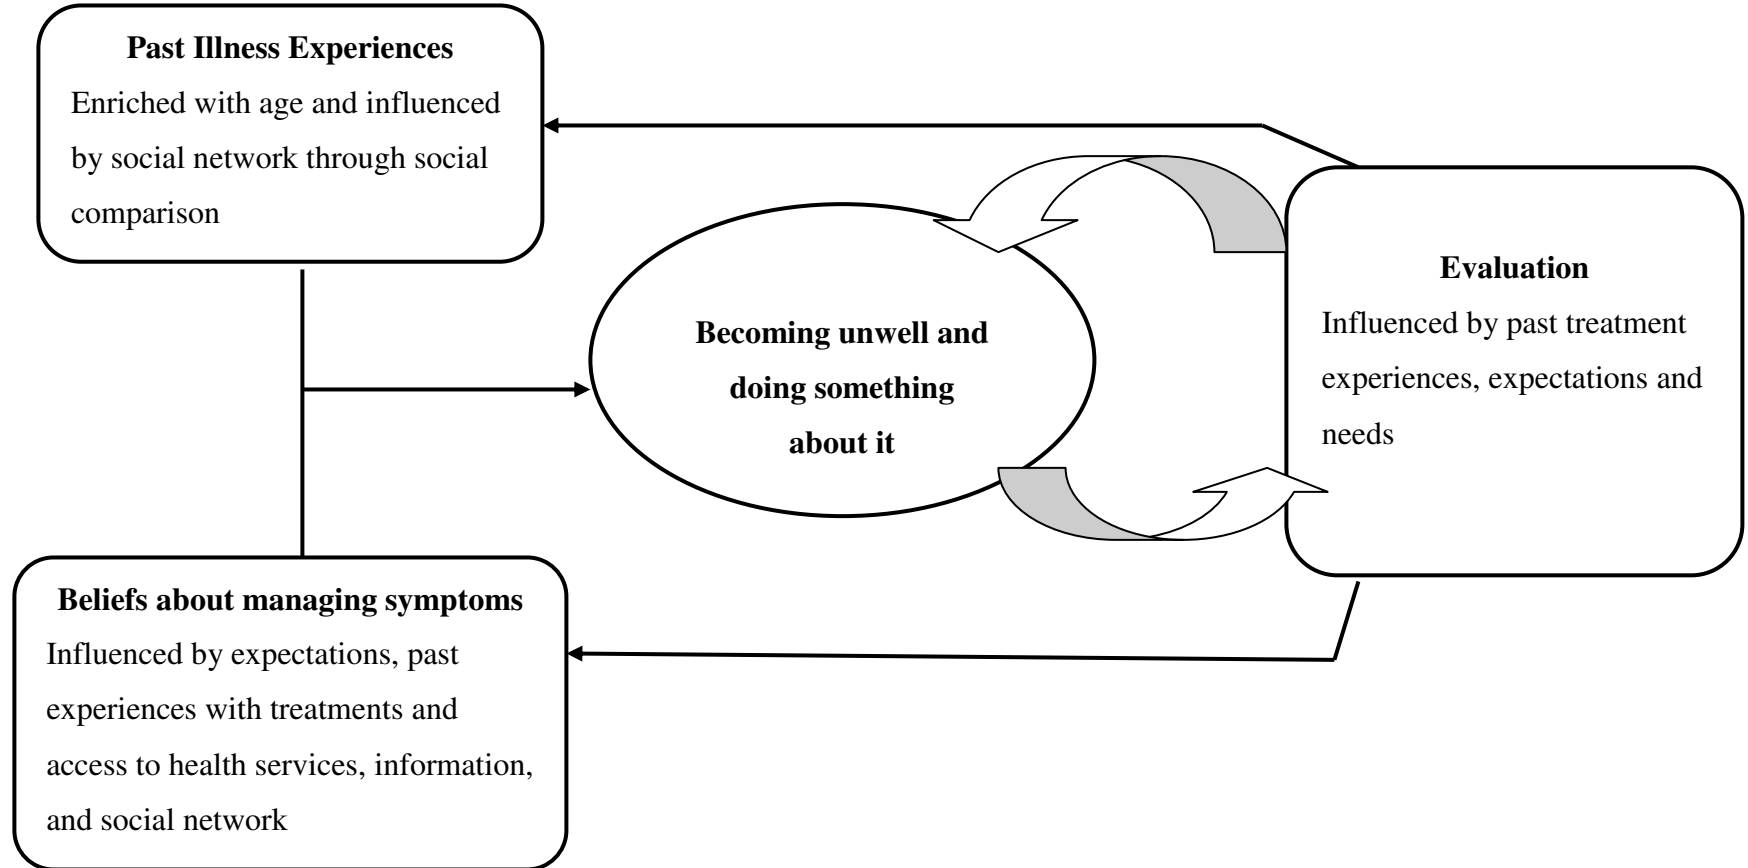 Past Illness Experiences
Enriched with age and influenced
by social network through social
comparison
Becoming unwell and
doing something
about it
Evaluation
Influenced by past treatment
experiences, expectations and
needs
Beliefs about managing symptoms
Influenced by expectations, past
experiences with treatments and
access to health services, information,
and social network